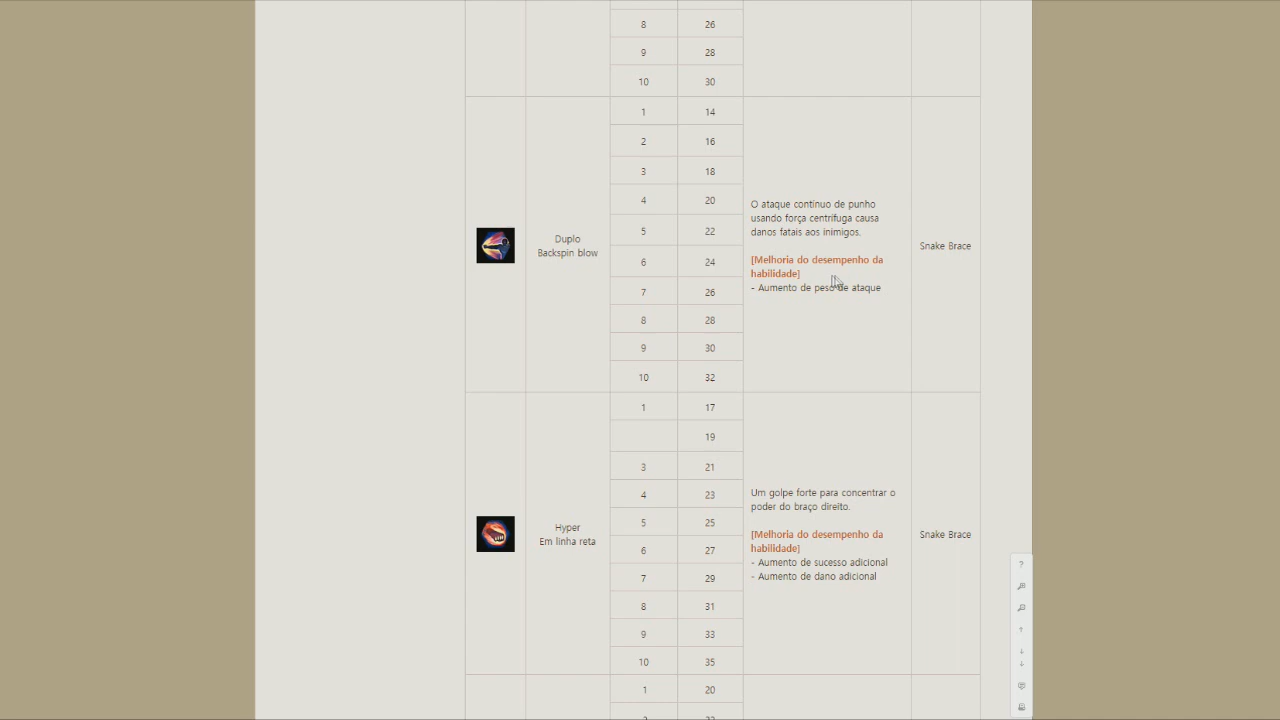 8 26
9 28
10 30
1 14
2 16
3 18
4 20
5 22
6 24
7 26
8 28
9 30
10 32
Duplo
Backspin blow
O ataque contínuo de punho
usando força centrífuga causa
danos fatais aos inimigos.
[Melhoria do desempenho da
habilidade]
- Aumento de peso de ataque
Snake Brace
1 17
19
3 21
4 23
5 25
6 27
7 29
8 31
9 33
10 35
Hyper
Em linha reta
Um golpe forte para concentrar o
poder do braço direito.
[Melhoria do desempenho da
habilidade]
- Aumento de sucesso adicional
- Aumento de dano adicional
Snake Brace
1 20
?